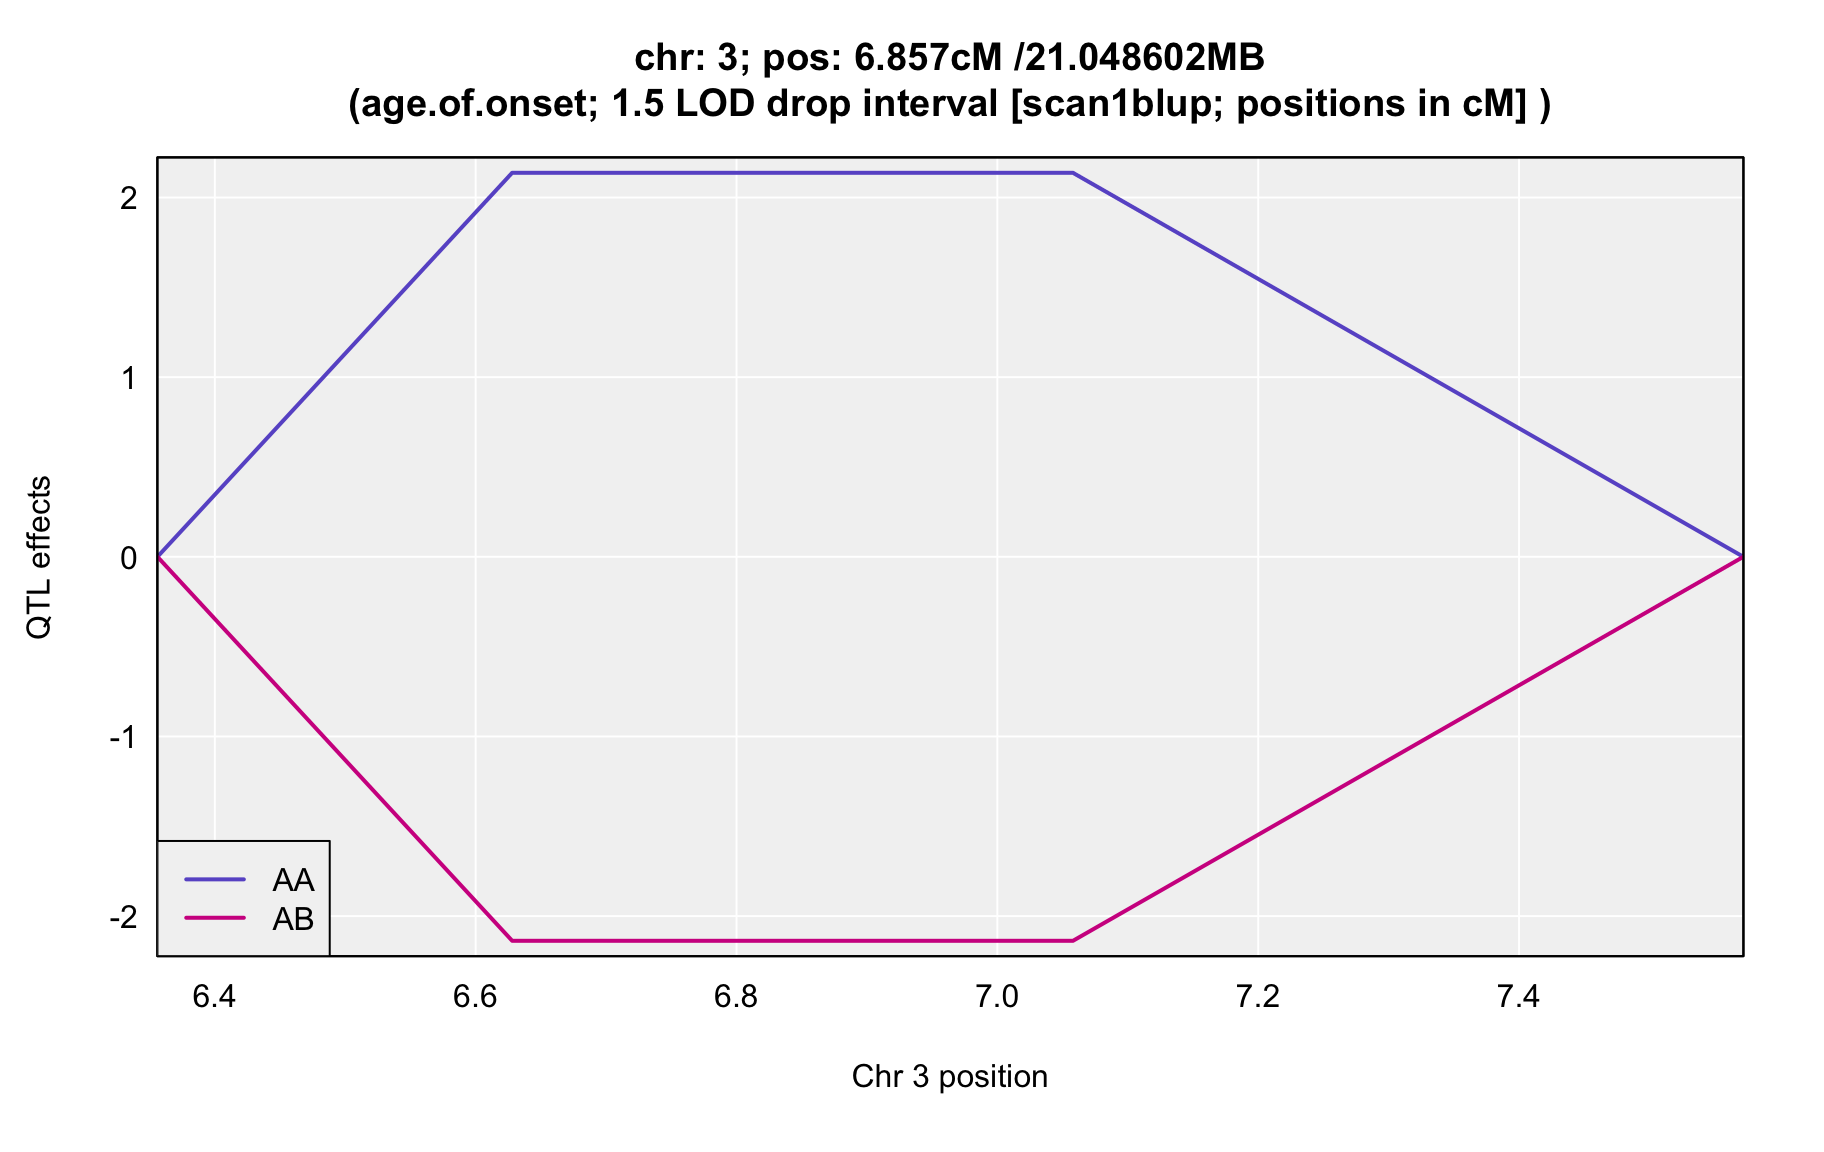 chr: 3; pos: 6.857cM /21.048602MB
(age.of.onset; 1.5 LOD drop interval [scan1blup; positions in cM] )
QTL effects
2
1
0
-1
-2
AA
AB
6.4 6.6 6.8 7.0 7.2 7.4
Chr 3 position